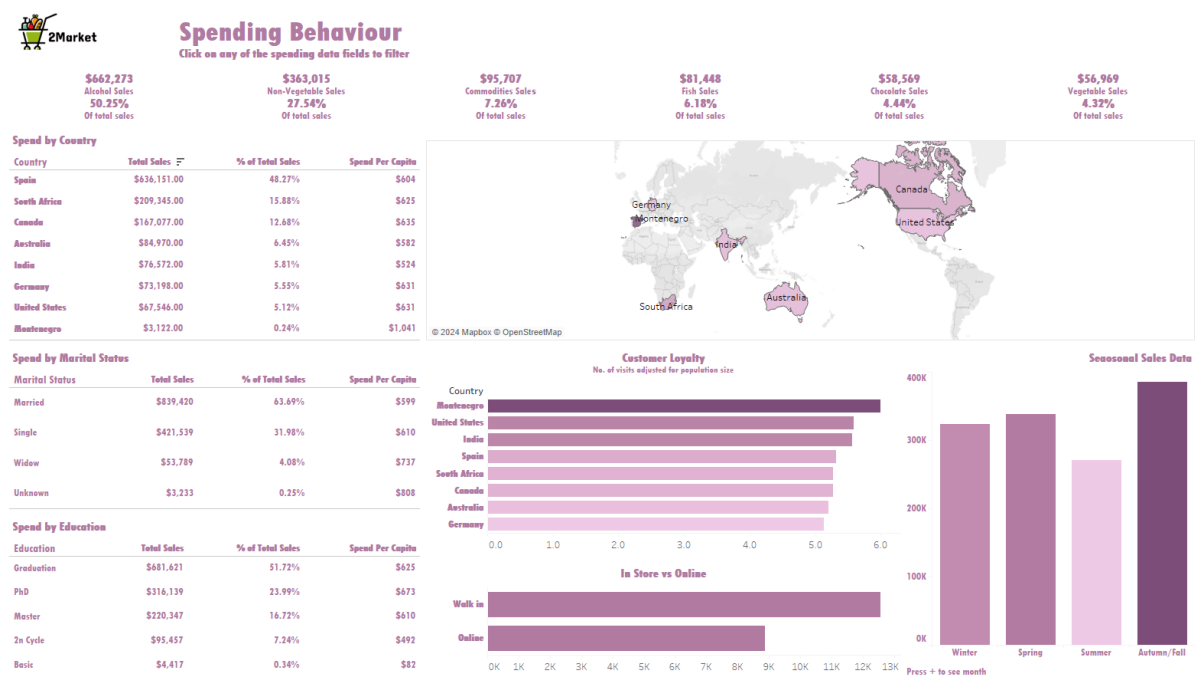 2Market
Spending Behaviour
Click on any of the spending data fields to filter
$662,273 $363,015 $95,707 $81,448 $58,569 $56,969
Alcohol Sales Non-Vegetable Sales Commodities Sales Fish Sales Chocolate Sales Vegetable Sales
50.25% 27.54% 7.26% 6.18% 4.44% 4.32%
Of total sales Of total sales Of total sales Of total sales Of total sales Of total sales
Spend by Country
Country Total Sales % of Total Sales Spend Per Capita
Spain $636,151.00 48.27% $604
South Africa $209,345.00 15.88% $625
Canada $167,077.00 12.68% $635
Australia $84,970.00 6.45% $582
India $76,572.00 5.81% $524
Germany $73,198.00 5.55% $631
United States $67,546.00 5.12% $631
Montenegro $3,122.00 0.24% $1,041
Canada
Germany
Montenegro
United States
India
Australia
South Africa
© 2024 Mapbox © OpenStreetMap
Spend by Marital Status
Marital Status Total Sales % of Total Sales Spend Per Capita
Married $839,420 63.69% $599
Single $421,539 31.98% $610
Widow $53,789 4.08% $737
Unknown $3,233 0.25% $808
Spend by Education
Education Total Sales % of Total Sales Spend Per Capita
Graduation $681,621 51.72% $625
PhD $316,139 23.99% $673
Master $220,347 16.72% $610
2n Cycle $95,457 7.24% $492
Basic $4,417 0.34% $82
Customer Loyalty
No. of visits adjusted for population size
Country
Montenegro
United States
India
Spain
South Africa
Canada
Australia
Germany
0.0 1.0 2.0 3.0 4.0 5.0 6.0
In Store vs Online
Walk in
Online
0K 1K 2K 3K 4K 5K 6K 7K 8K 9K 10K 11K 12K 13K
Seaosonal Sales Data
400K
300K
200K
100K
0K
Winter Spring Summer Autumn/Fall
Press + to see month